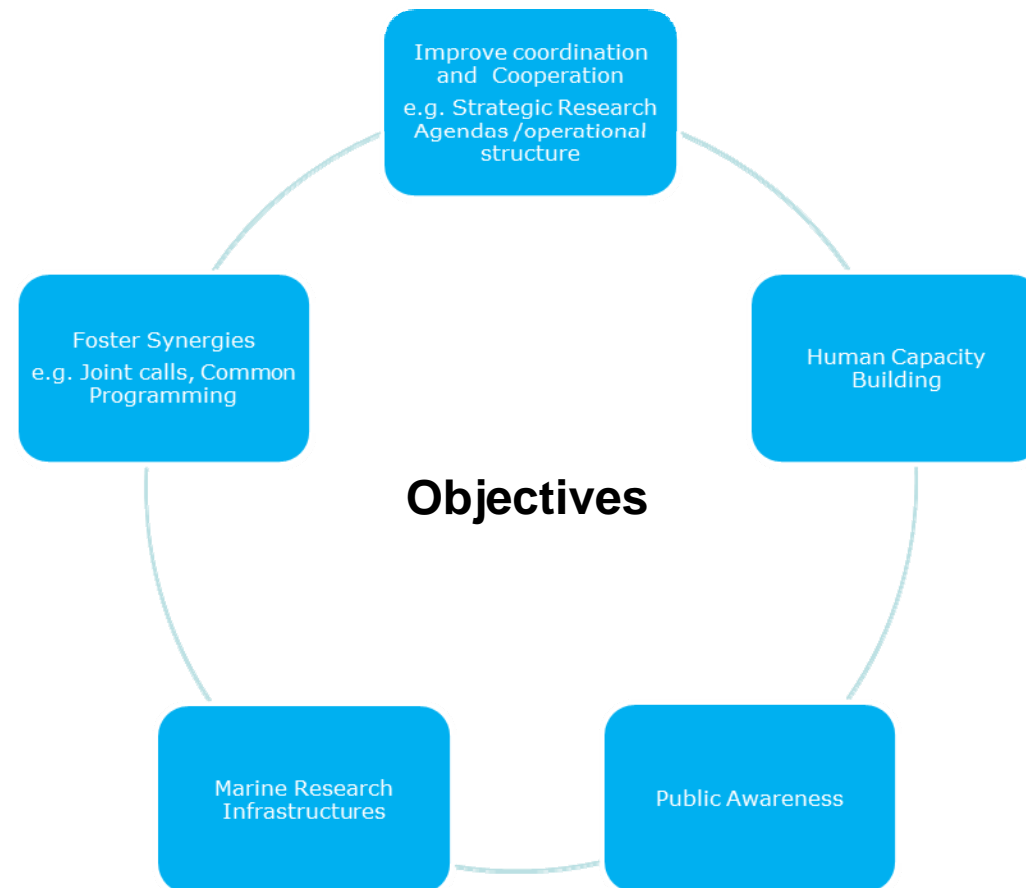 Improve coordination
and Cooperation
e.g. Strategic Research
Agendas/operational
structure
Foster Synergies
e.g. Joint calls, Common
Programming
Human Capacity
Building
Objectives
Marine Research
Infrastructures
Public Awareness